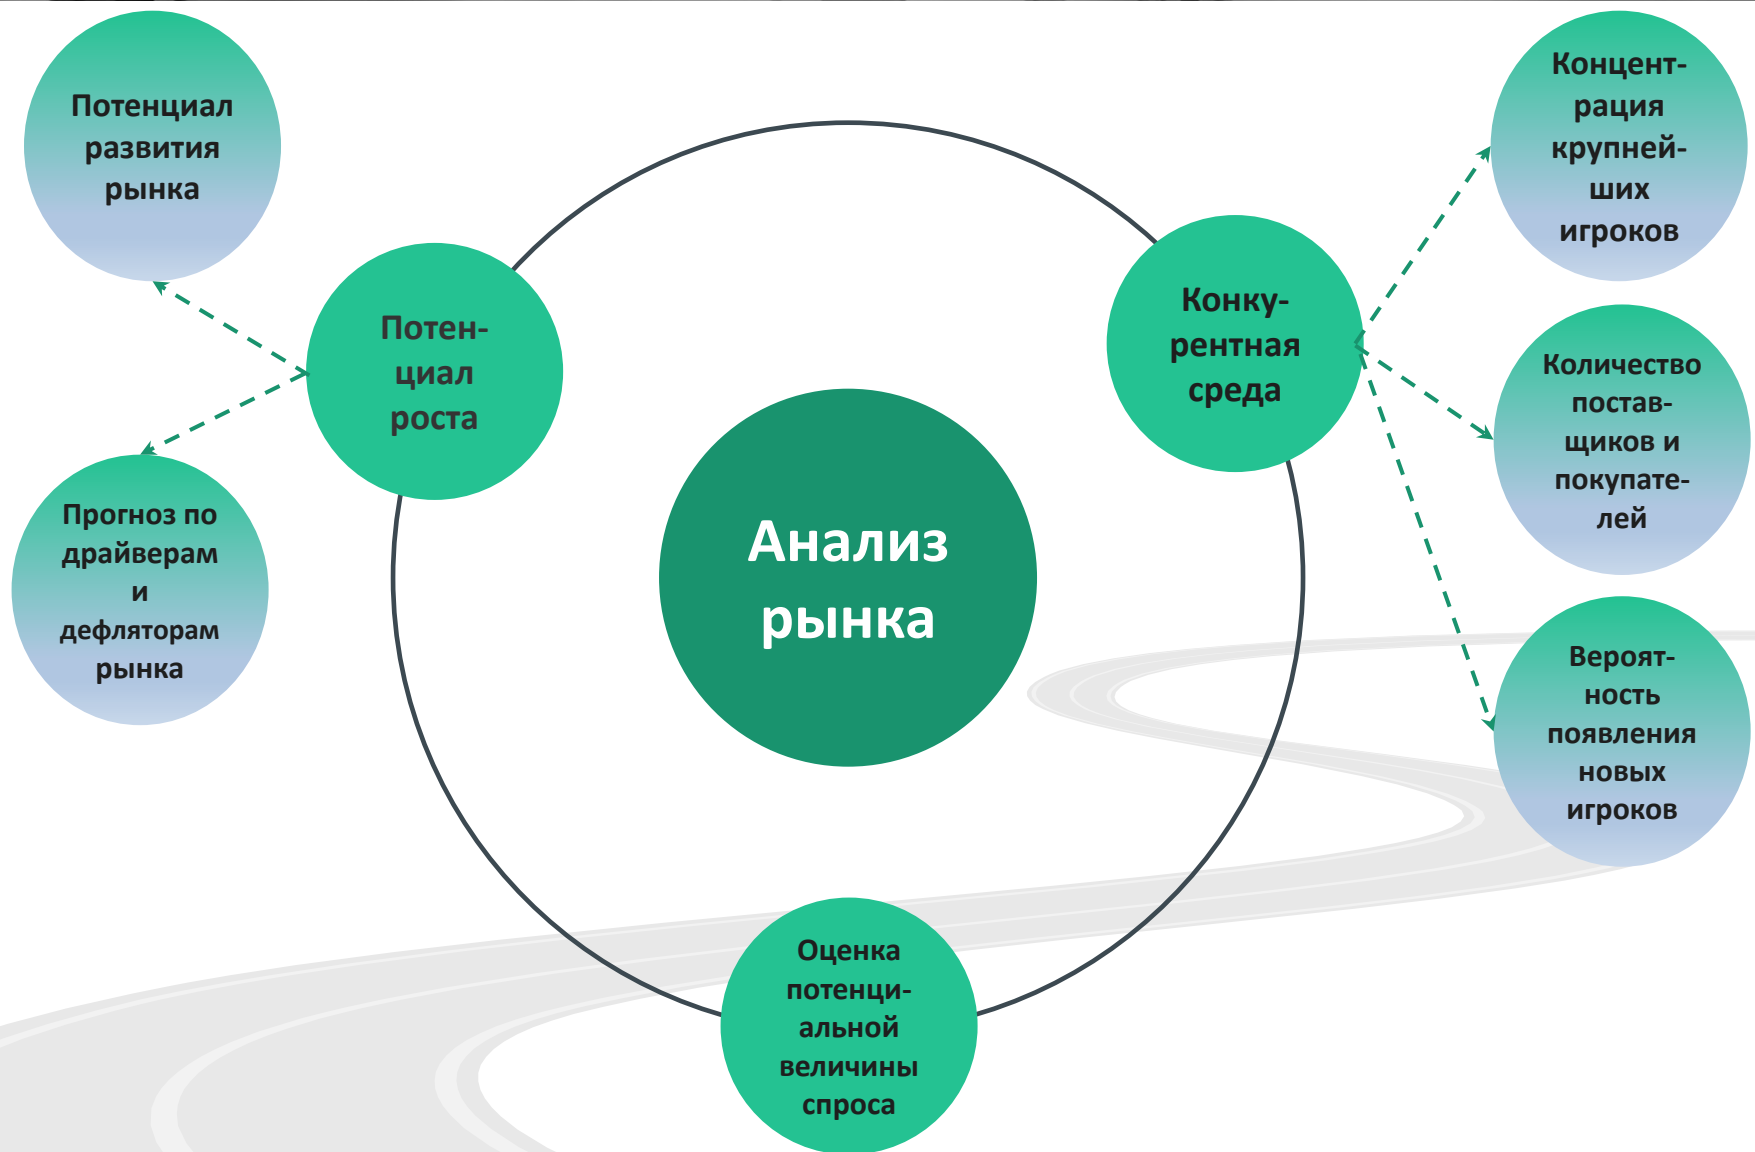 Потенциал
развития
рынка
Потен-
циал
роста
Прогноз по
драйверам
и
дефляторам
рынка
Анализ
рынка
Конку-
рентная
среда
Концент-
рация
крупней-
ших
игроков
Количество
постав-
щиков и
покупате-
лей
Вероят-
ность
появления
новых
игроков
Оценка
потенци-
альной
величины
спроса